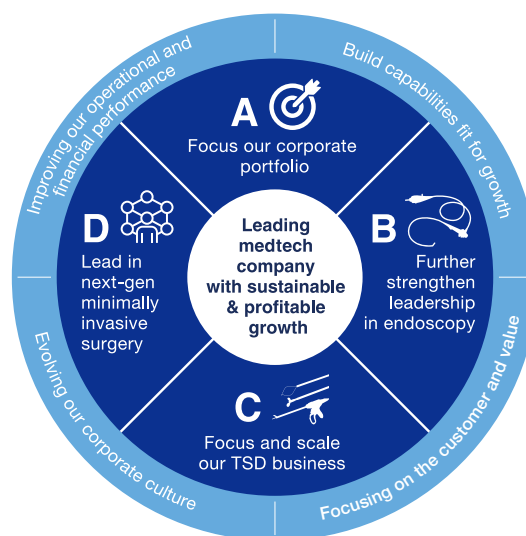 Improving our operational and
financial performance
Build capabilities fit for growth
A
Focus our corporate
portfolio
D
Lead in
next-gen
minimally
invasive
surgery
Leading
medtech
company
with sustainable
& profitable
growth
B
Further
strengthen
leadership
in endoscopy
C
Focus and scale
our TSD business
Evolving our corporate culture
Focusing on the customer and value